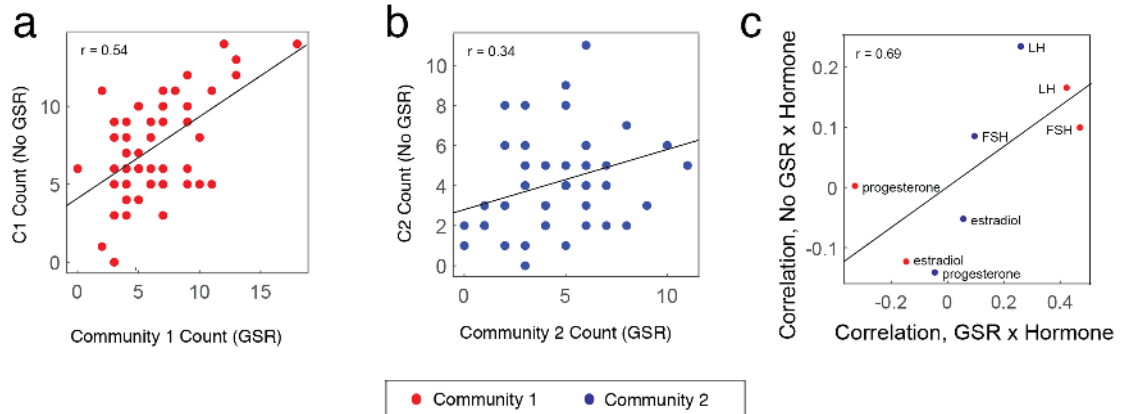 a
r = 0.54
C1 Count (No GSR)
10
5
0
0
5
10
15
Community 1 Count (GSR)
b
r = 0.34
C2 Count (No GSR)
10
8
6
4
2
0
0
5
10
Community 2 Count (GSR)
c
r = 0.69
Correlation, No GSR x Hormone
0.2
0.1
0
-0.1
LH
LH
FSH
FSH
progesterone
estradiol
estradiol
progesterone
-0.2
0
0.2
0.4
Correlation, GSR x Hormone
Community 1
Community 2